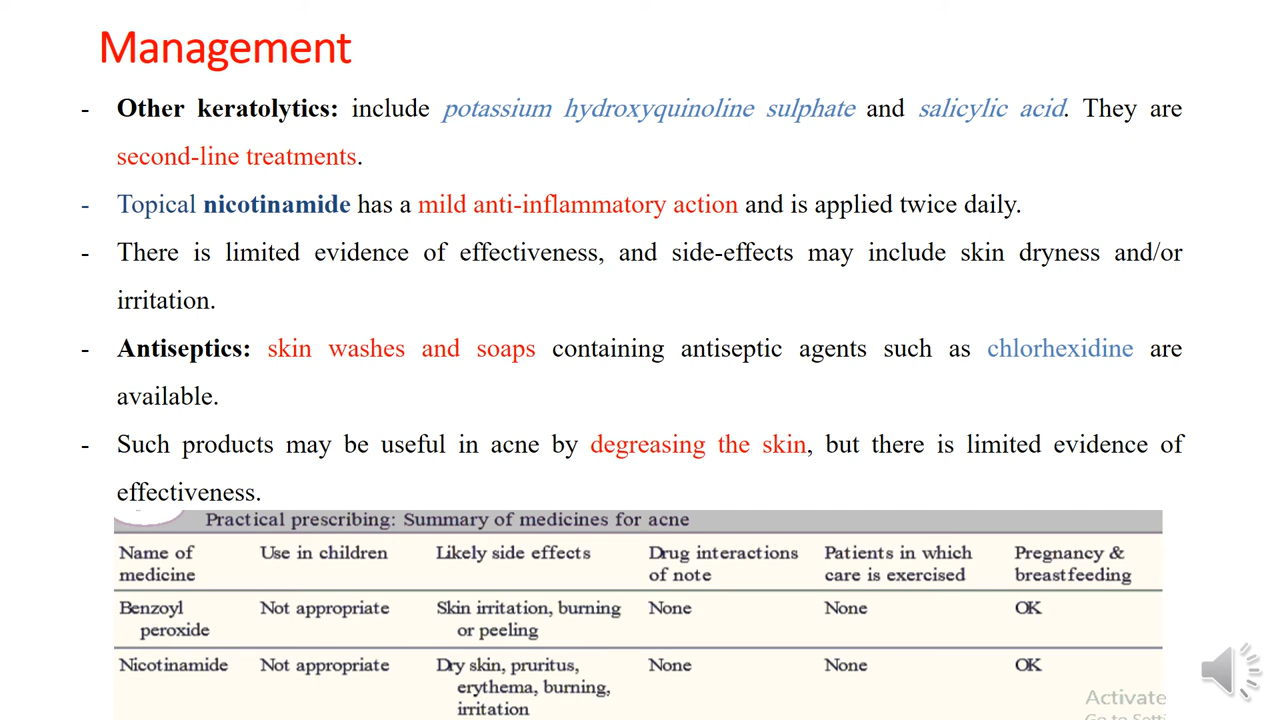 Management
- Other keratolytics: include potassium hydroxyquinoline sulphate and salicylic acid. They are
second-line treatments.
- Topical nicotinamide has a mild anti-inflammatory action and is applied twice daily.
- There is limited evidence of effectiveness, and side-effects may include skin dryness and/or
irritation.
- Antiseptics: skin washes and soaps containing antiseptic agents such as chlorhexidine are
available.
- Such products may be useful in acne by degreasing the skin, but there is limited evidence of
effectiveness.
Practical prescribing: Summary of medicines for acne
Name of Use in children Likely side effects Drug interactions Patients in which Pregnancy &
medicine of note care is exercised breastfeeding
Benzoyl Not appropriate Skin irritation, burning None None OK
peroxide or peeling
Nicotinamide Not appropriate Dry skin, pruritus, None None OK
erythema, burning,
irritation
Activate